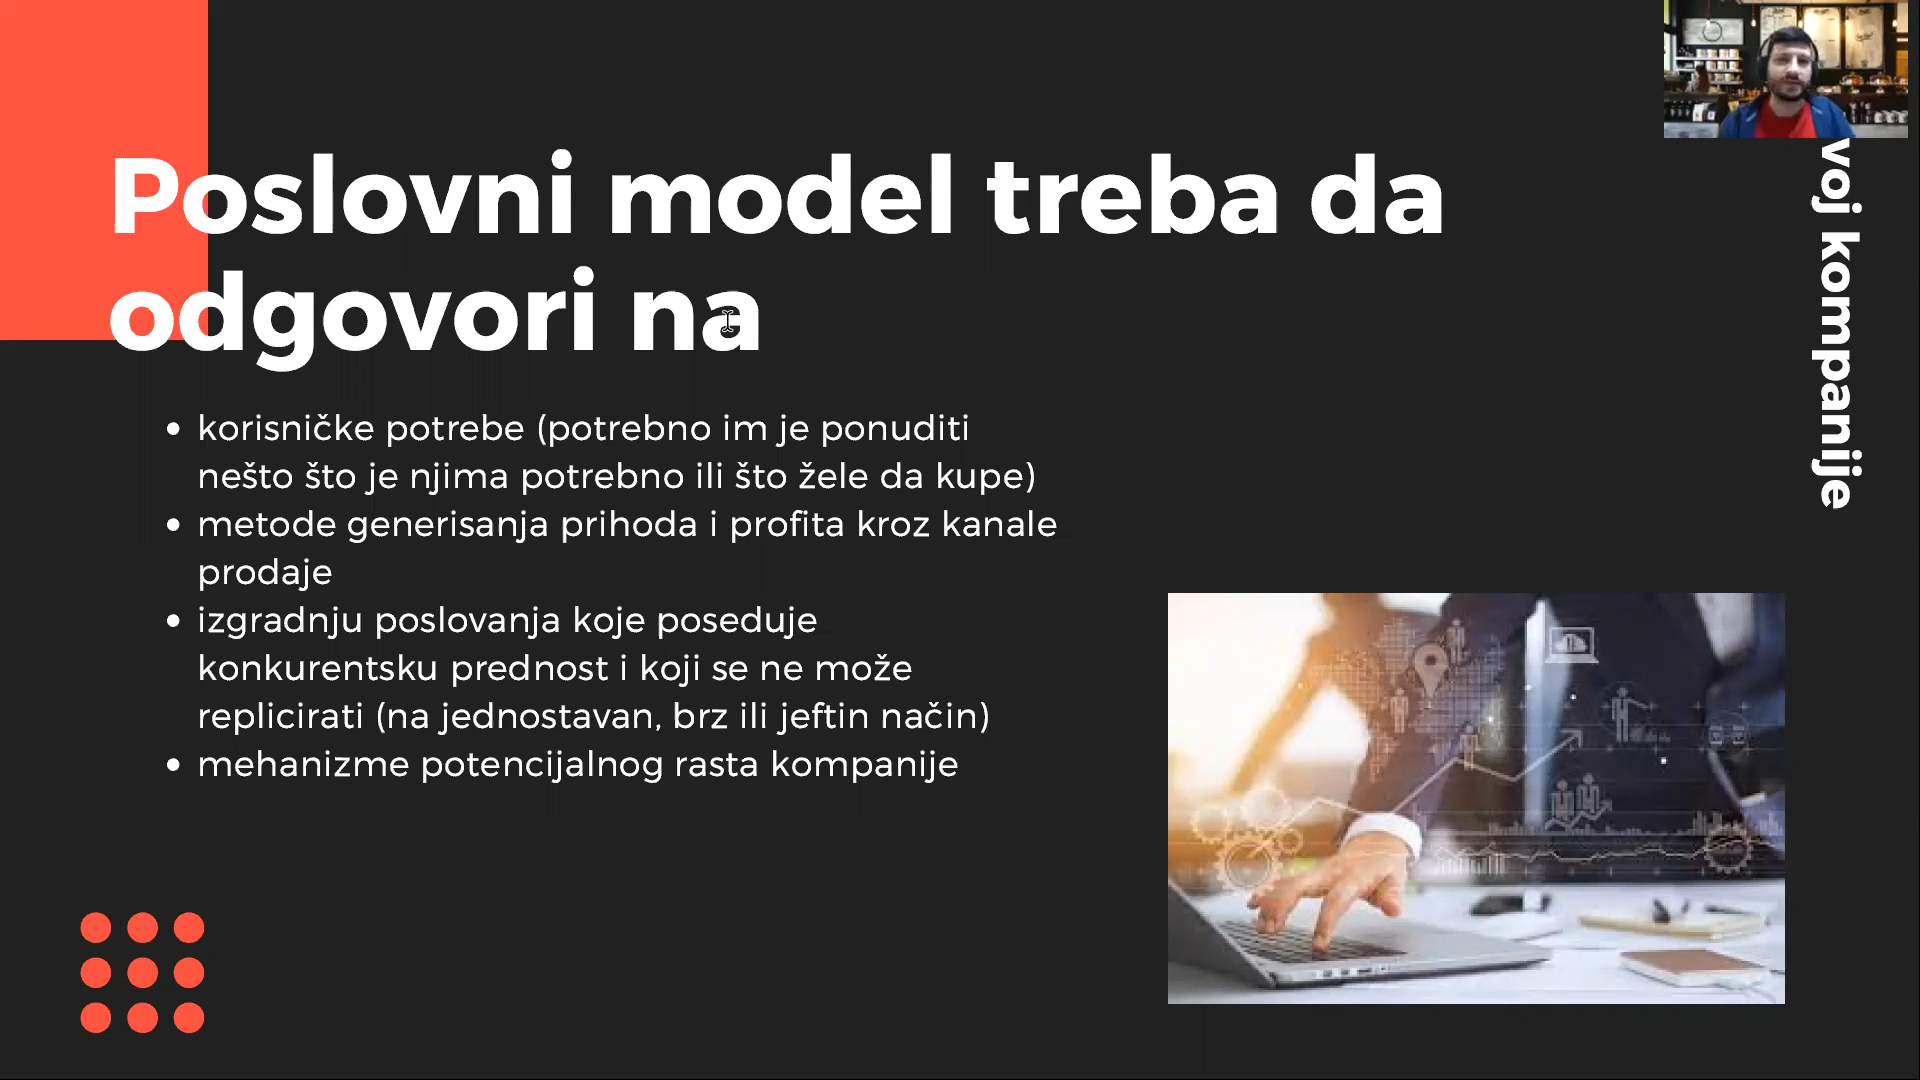 Poslovni model treba da
odgovori na
korisničke potrebe (potrebno im je ponuditi
nešto što je njima potrebno ili što žele da kupe)
metode generisanja prihoda i profita kroz kanale
prodaje
izgradnju poslovanja koje poseduje
konkurentsku prednost i koji se ne može
replicirati (na jednostavan, brz ili jeftin način)
mehanizme potencijalnog rasta kompanije
voj kompanije